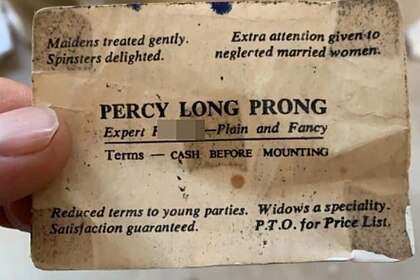 Maidens treated gently.
Spinsters delighted.
Extra attention given to
neglected married women.
PERCY LONG PRONG
Expert F —Plain and Fancy
Terms — CASH BEFORE MOUNTING
Reduced terms to young parties.
Satisfaction guaranteed.
Widows a speciality.
P.T.O. for Price List.